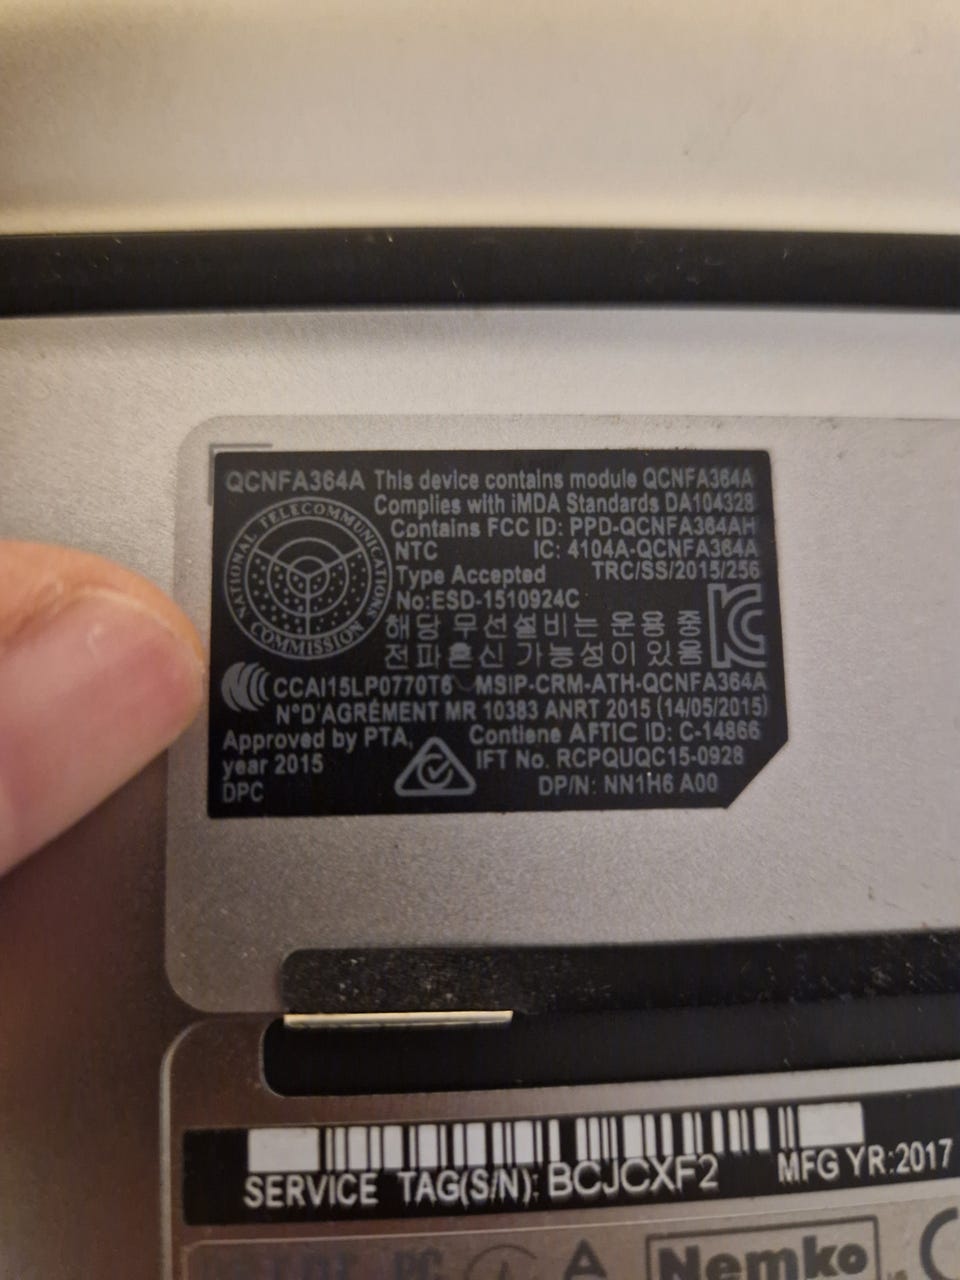 QCNFA364A This device contains module QCNFA364A
Complies with iMDA Standards DA104328
Contains FCC ID: PPD-QCNFA364AH
NTC IC: 4104A-QCNFA364A
Type Accepted TRC/SS/2015/256
No:ESD-1510924C
NATIONAL TELECOMMUNICATIONS COMMISSION
해당 무선설비는 운용 중
전파혼신 가능성이 있음
CCAI15LP0770T6 MSIP-CRM-ATH-QCNFA364A
N°D'AGRÉMENT MR 10383 ANRT 2015 (14/05/2015)
Approved by PTA, Contiene AFTIC ID: C-14866
year 2015 IFT No. RCPQUQC15-0928
DPC DP/N: NN1H6 A00
SERVICE TAG(S/N): BCJCXF2 MFG YR:2017
PC Nemko